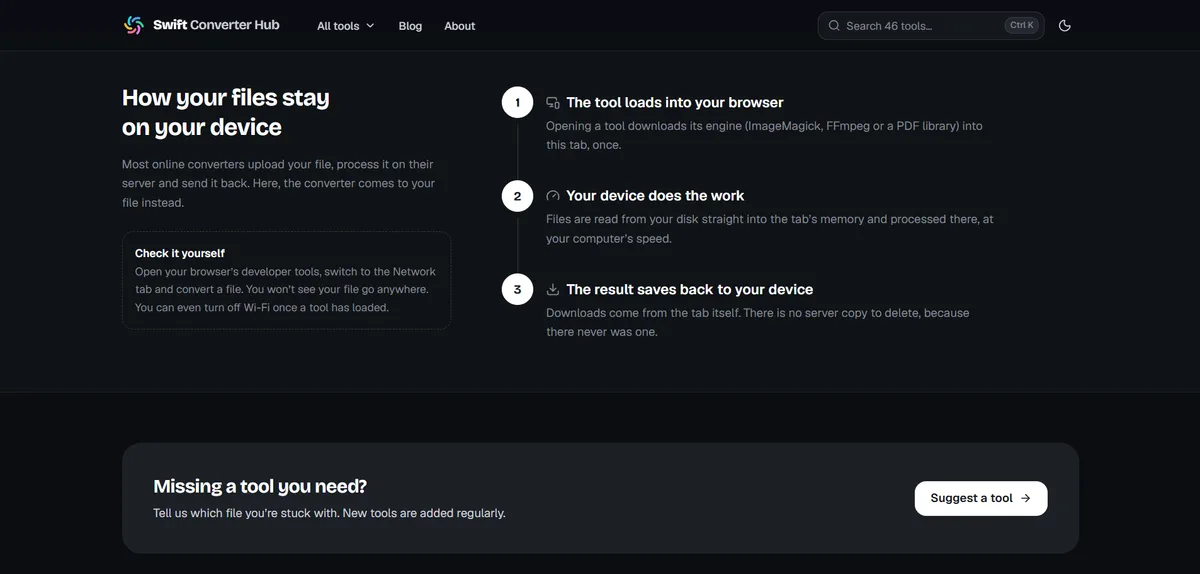 Swift Converter Hub
All tools
Blog
About
Search 46 tools...
Ctrl K
How your files stay
on your device
Most online converters upload your file, process it on their
server and send it back. Here, the converter comes to your
file instead.
Check it yourself
Open your browser's developer tools, switch to the Network
tab and convert a file. You won't see your file go anywhere.
You can even turn off Wi-Fi once a tool has loaded.
1
The tool loads into your browser
Opening a tool downloads its engine (ImageMagick, FFmpeg or a PDF library) into
this tab, once.
2
Your device does the work
Files are read from your disk straight into the tab's memory and processed there, at
your computer's speed.
3
The result saves back to your device
Downloads come from the tab itself. There is no server copy to delete, because
there never was one.
Missing a tool you need?
Tell us which file you're stuck with. New tools are added regularly.
Suggest a tool →